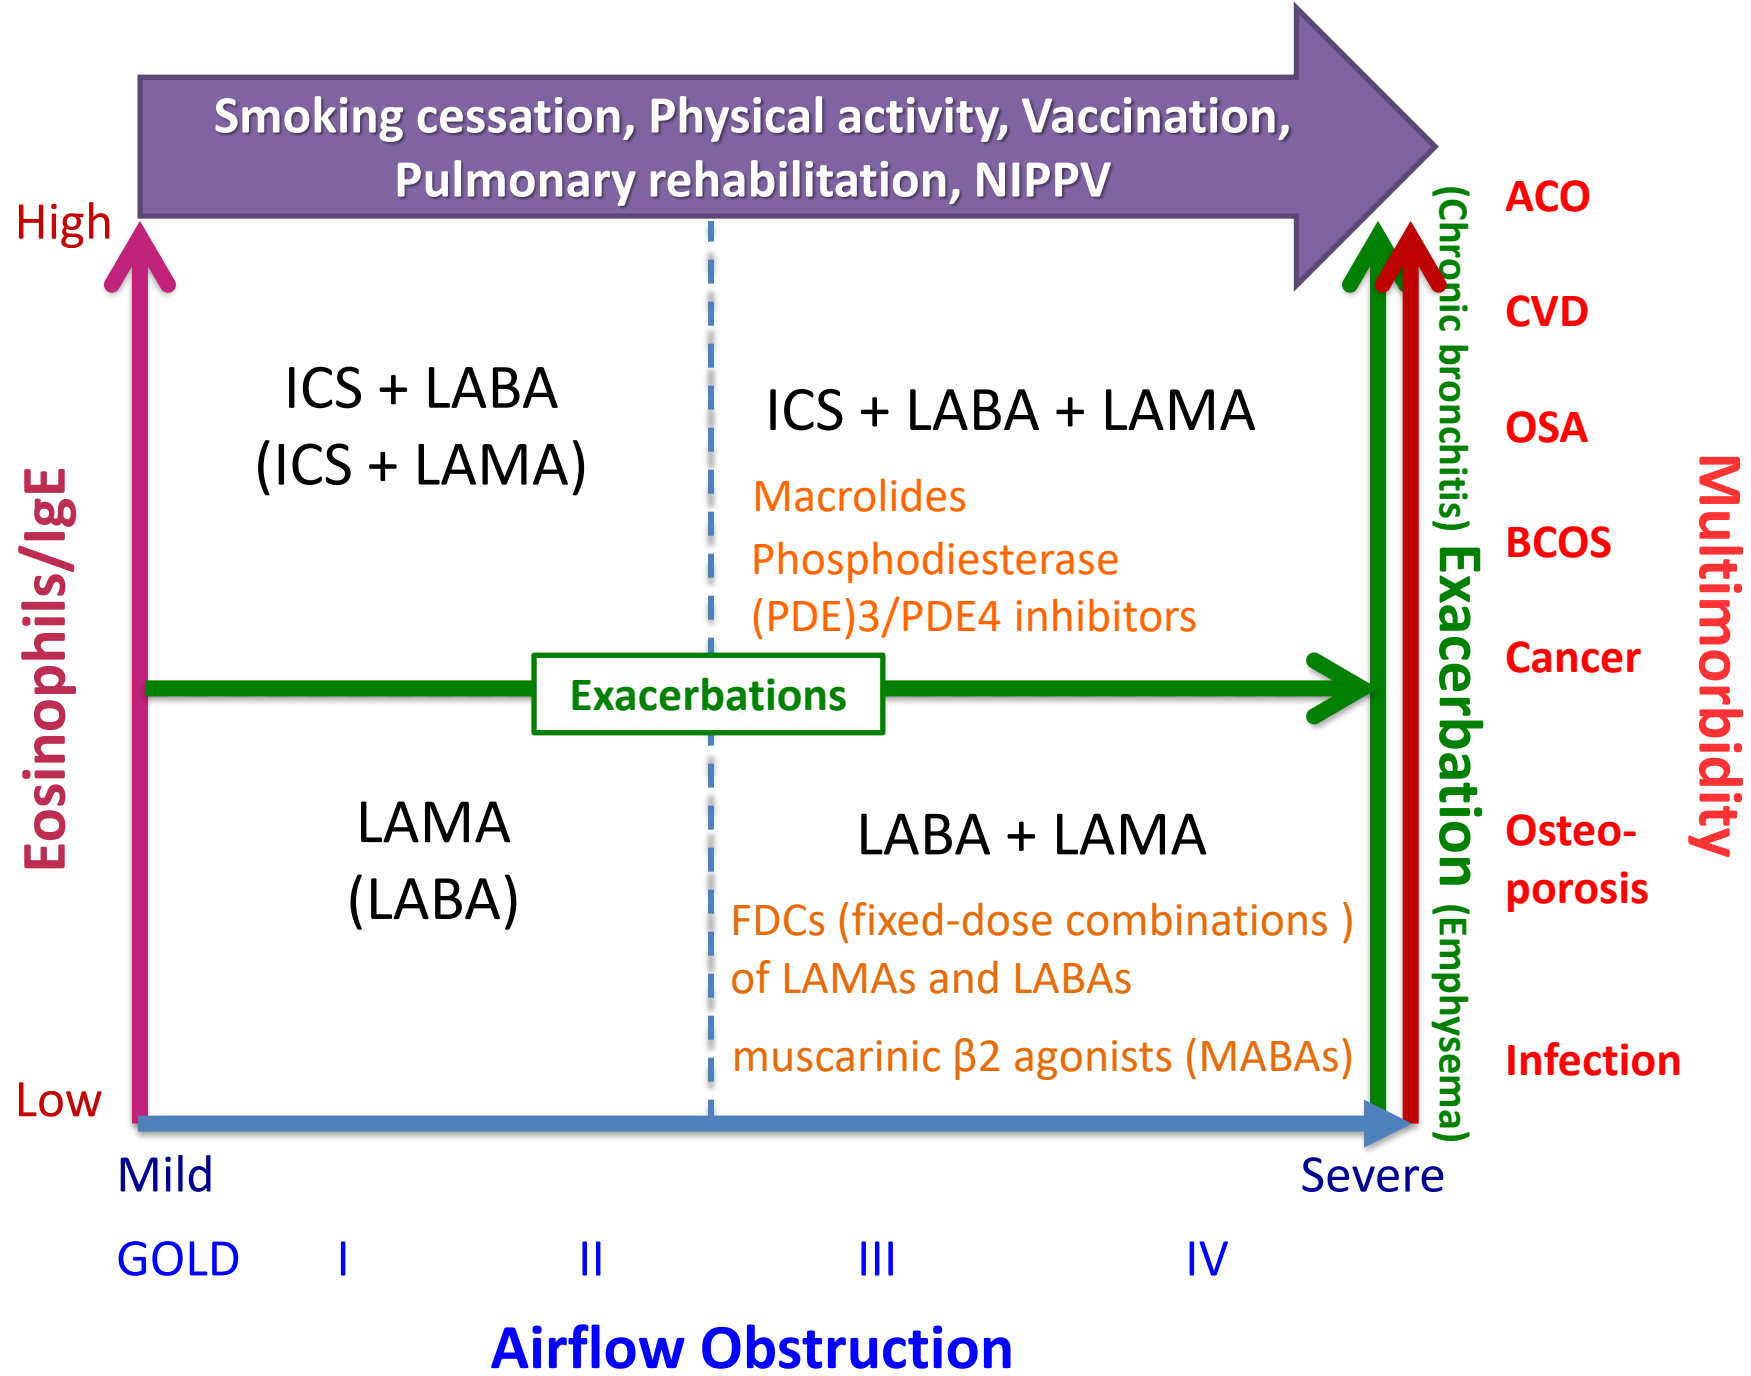 Smoking cessation, Physical activity, Vaccination,
Pulmonary rehabilitation, NIPPV
High
Low
Eosinophils/IgE
ICS + LABA
(ICS + LAMA)
ICS + LABA + LAMA
Macrolides
Phosphodiesterase
(PDE)3/PDE4 inhibitors
Exacerbations
LAMA
(LABA)
LABA + LAMA
FDCs (fixed-dose combinations )
of LAMAs and LABAs
muscarinic β2 agonists (MABAs)
(Chronic bronchitis) Exacerbation (Emphysema)
ACO
CVD
OSA
BCOS
Cancer
Osteo-
porosis
Infection
Multimorbidity
Mild
Severe
GOLD I II III IV
Airflow Obstruction